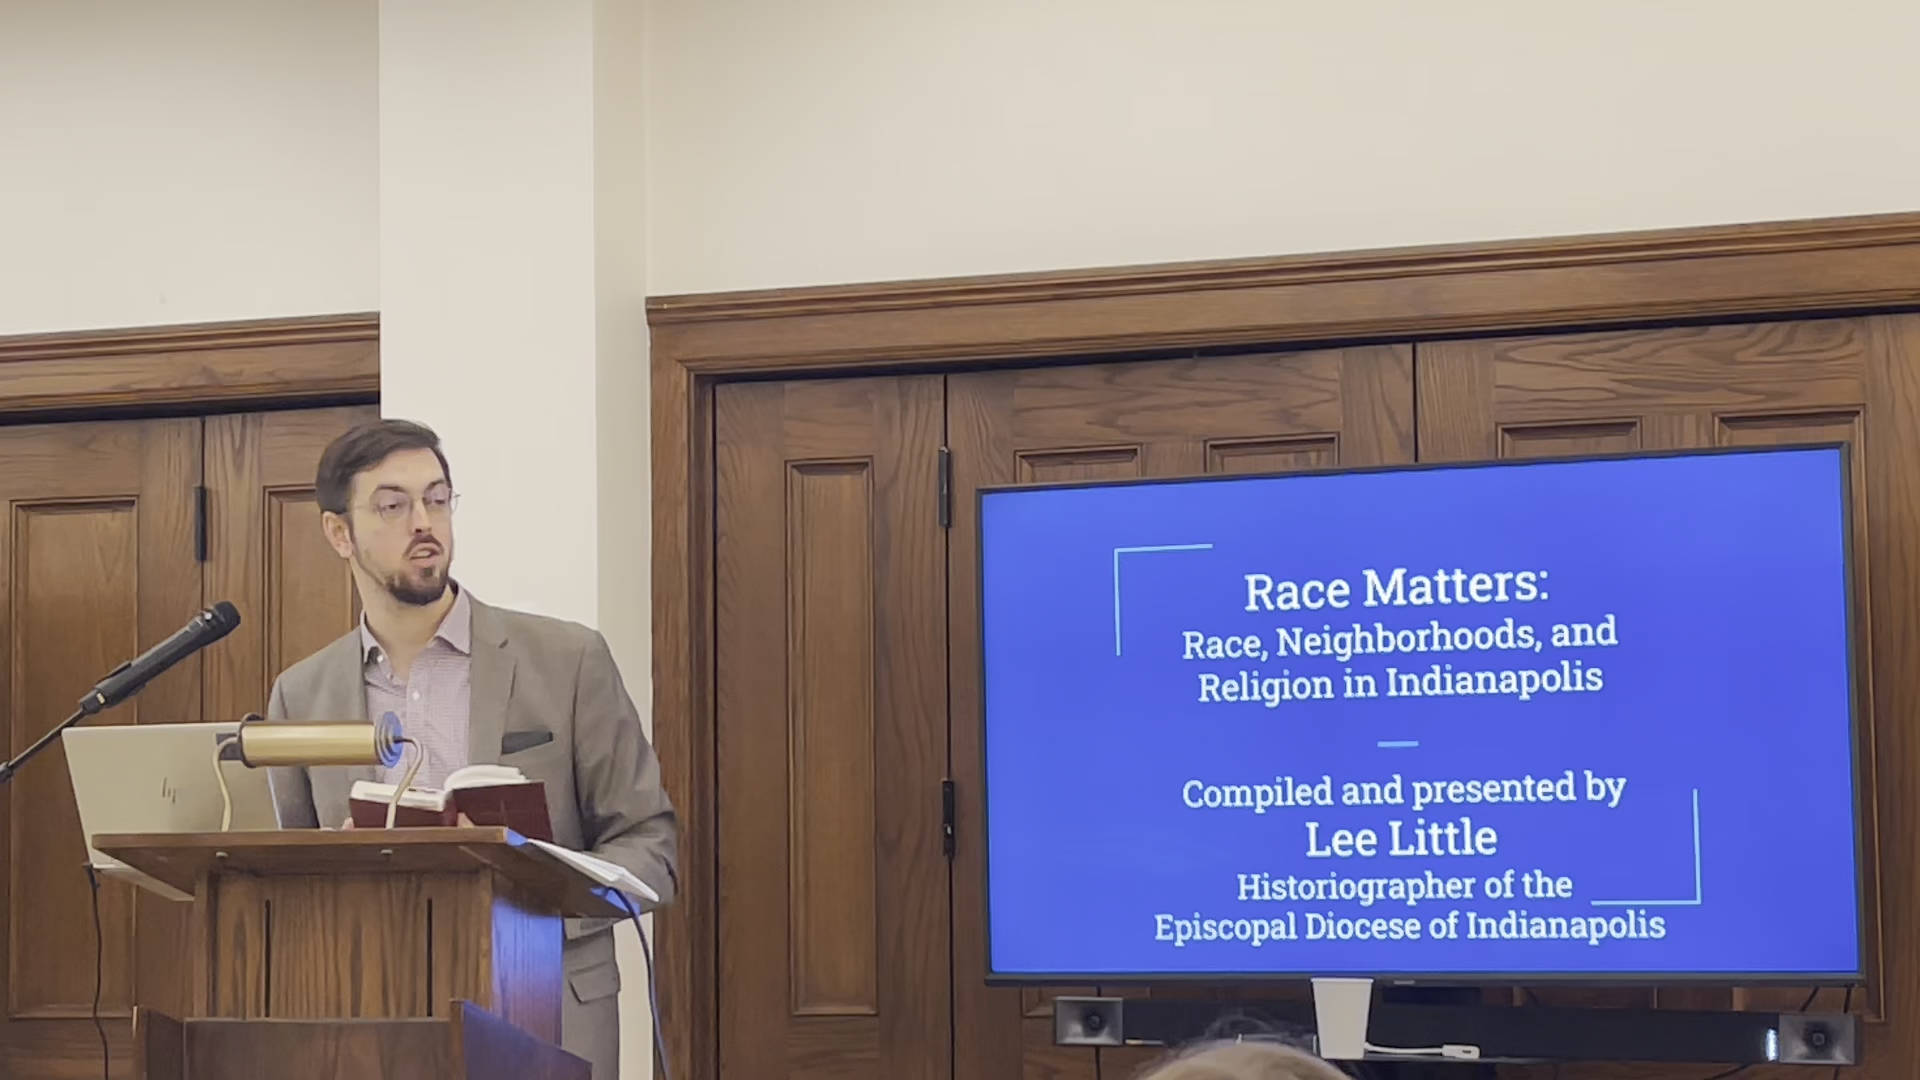 Race Matters:
Race, Neighborhoods, and
Religion in Indianapolis
Compiled and presented by
Lee Little
Historiographer of the
Episcopal Diocese of Indianapolis
hp